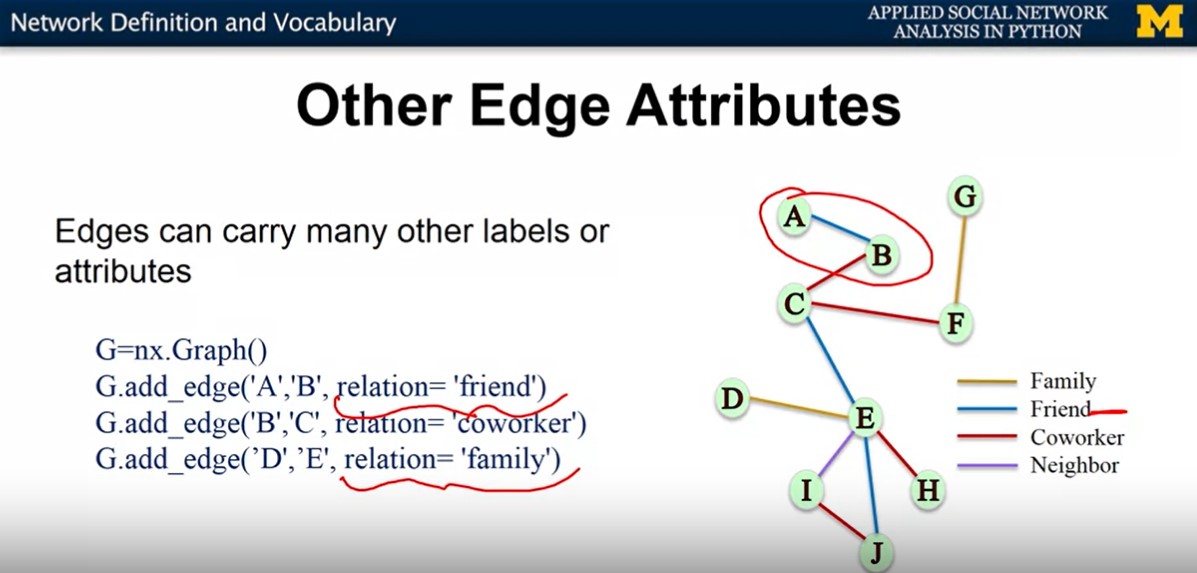 Network Definition and Vocabulary
APPLIED SOCIAL NETWORK
ANALYSIS IN PYTHON
M
Other Edge Attributes
Edges can carry many other labels or
attributes
G=nx.Graph()
G.add_edge('A','B', relation= 'friend')
G.add_edge('B','C', relation= 'coworker')
G.add_edge(’D',’E', relation= 'family')
A
B
G
C
F
D
E
I
H
J
Family
Friend
Coworker
Neighbor